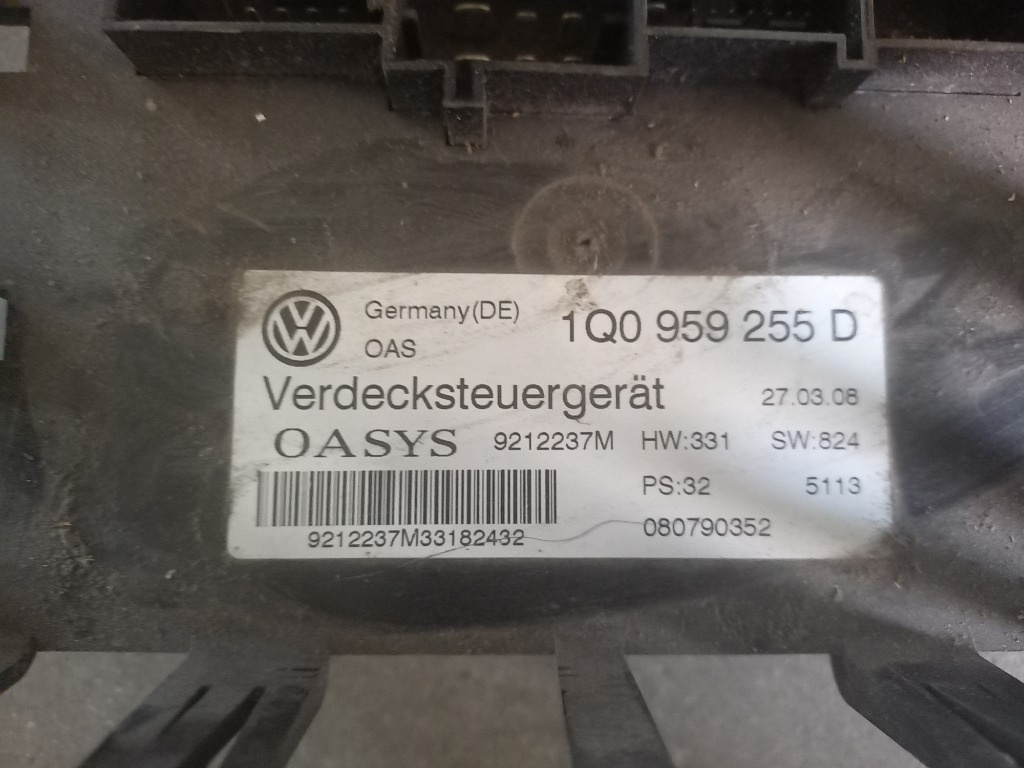 Germany(DE) 1Q0 959 255 D
OAS
Verdecksteuergerät 27.03.08
OASYS 9212237M HW:331 SW:824
PS:32 5113
9212237M33182432 080790352